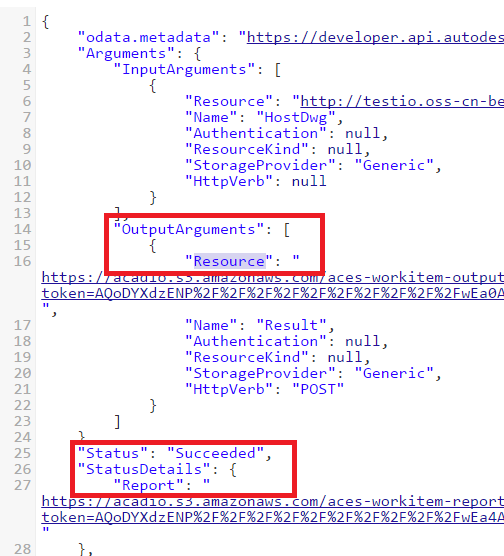 1 {
2 "odata.metadata": "https://developer.api.autodes
3 "Arguments": {
4 "InputArguments": [
5 {
6 "Resource": "http://testio.oss-cn-be
7 "Name": "HostDwg",
8 "Authentication": null,
9 "ResourceKind": null,
10 "StorageProvider": "Generic",
11 "HttpVerb": null
12 }
13 ],
14 "OutputArguments": [
15 {
16 "Resource": "
https://acadio.s3.amazonaws.com/aces-workitem-output
token=AQoDYXdzENP%2F%2F%2F%2F%2F%2F%2F%2F%2F%2FwEa0A
",
17 "Name": "Result",
18 "Authentication": null,
19 "ResourceKind": null,
20 "StorageProvider": "Generic",
21 "HttpVerb": "POST"
22 }
23 ]
24 }
25 "Status": "Succeeded",
26 "StatusDetails": {
27 "Report": "
https://acadio.s3.amazonaws.com/aces-workitem-report
token=AQoDYXdzENP%2F%2F%2F%2F%2F%2F%2F%2F%2F%2FwEa4A
"
28 },